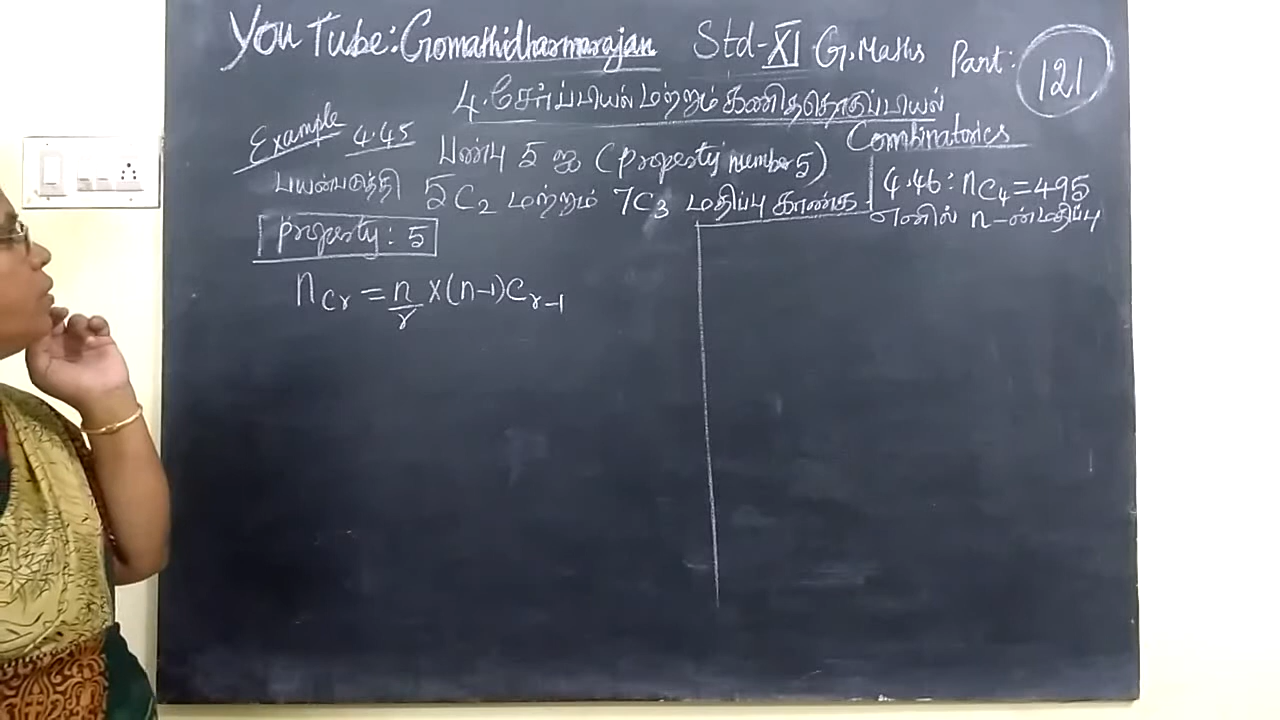 YouTube: Gomathidharmarajan Std-XI G.Maths Part: 121
4.சேர்ப்பியல் மற்றும் கணிதத்தொகுப்பியல்
Combinatorics
Example 4.45 பண்பு 5 ஐ (property number 5)
பயன்படுத்தி 5C₂ மற்றும் 7C₃ மதிப்பு காண்க
4.46: nC₄=495
எனில் n-ன் மதிப்பு
property: 5
nCr = n/r × (n-1)C r-1